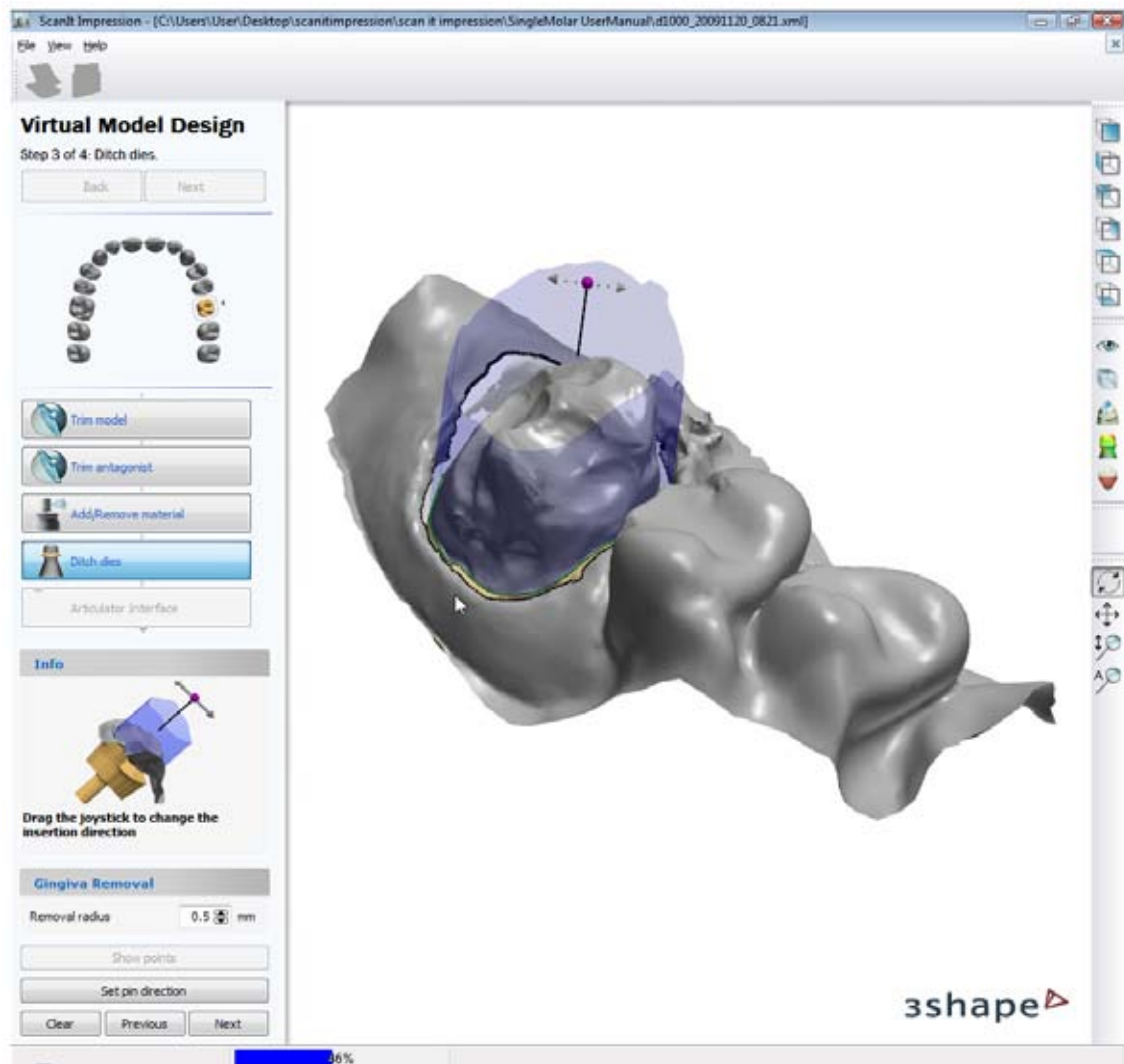 ScanIt Impression - [C:\Users\User\Desktop\scanitimpression\scan it impression\SingleMolar UserManual\d1000_20091120_0821.xml]
File View Help
Virtual Model Design
Step 3 of 4: Ditch dies.
Back Next
Trim model
Trim antagonist
Add/Remove material
Ditch dies
Articulator Interface
Info
Drag the joystick to change the
insertion direction
Gingiva Removal
Removal radius 0.5 mm
Show points
Set pin direction
Clear Previous Next
3shape